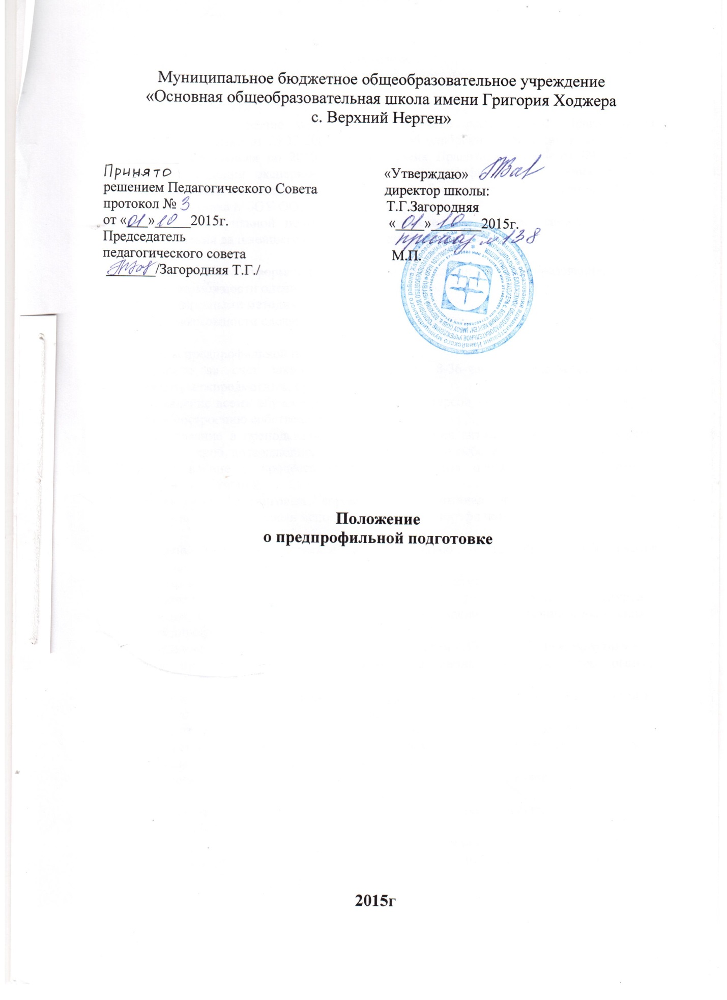 Муниципальное бюджетное общеобразовательное учреждение
«Основная общеобразовательная школа имени Григория Ходжера
с. Верхний Нерген»
Принято
решением Педагогического Совета
протокол № 3
от «01» 10 2015г.
Председатель
педагогического совета
/Загородняя Т.Г./
«Утверждаю»
директор школы:
Т.Г.Загородняя
«01» 10 2015г.
приказ № 138
М.П.
Положение
о предпрофильной подготовке
2015г